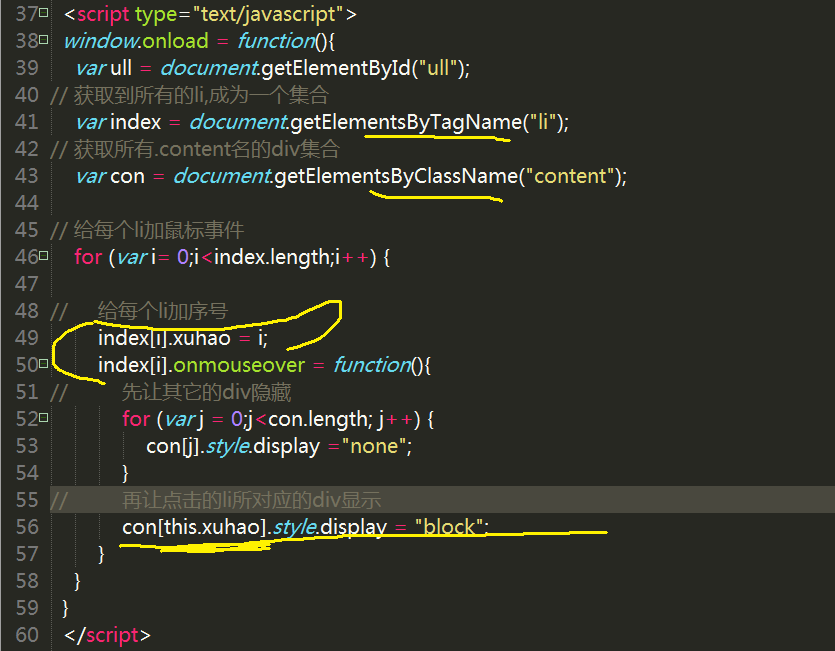 37 <script type="text/javascript">
38 window.onload = function(){
39 var ull = document.getElementById("ull");
40 // 获取到所有的li,成为一个集合
41 var index = document.getElementsByTagName("li");
42 // 获取所有.content名的div集合
43 var con = document.getElementsByClassName("content");
44
45 // 给每个li加鼠标事件
46 for (var i= 0;i<index.length;i++) {
47
48 // 给每个li加序号
49 index[i].xuhao = i;
50 index[i].onmouseover = function(){
51 // 先让其它的div隐藏
52 for (var j = 0;j<con.length; j++) {
53 con[j].style.display ="none";
54 }
55 // 再让点击的li所对应的div显示
56 con[this.xuhao].style.display = "block";
57 }
58 }
59 }
60 </script>